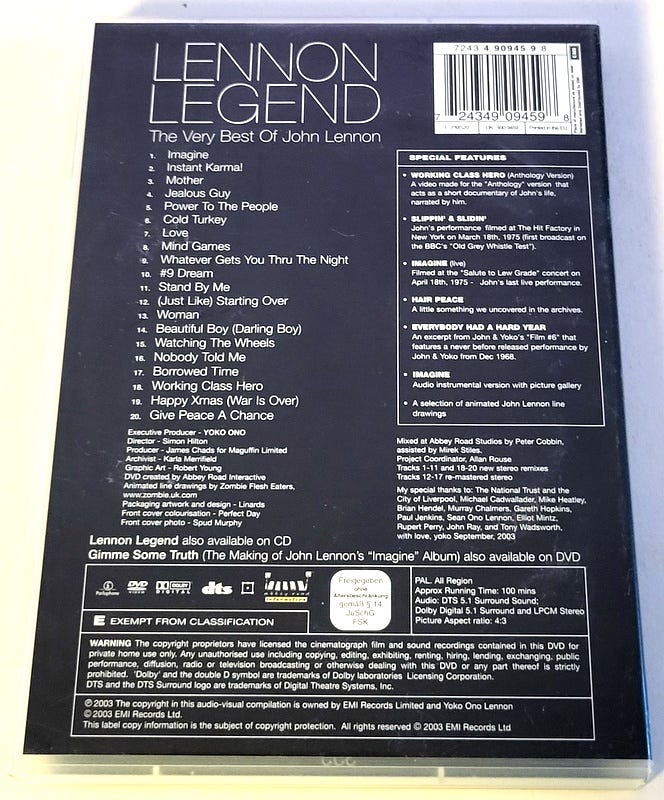 LENNON
LEGEND
The Very Best Of John Lennon
1. Imagine
2. Instant Karma!
3. Mother
4. Jealous Guy
5. Power To The People
6. Cold Turkey
7. Love
8. Mind Games
9. Whatever Gets You Thru The Night
10. #9 Dream
11. Stand By Me
12. (Just Like) Starting Over
13. Woman
14. Beautiful Boy (Darling Boy)
15. Watching The Wheels
16. Nobody Told Me
17. Borrowed Time
18. Working Class Hero
19. Happy Xmas (War Is Over)
20. Give Peace A Chance
Executive Producer - YOKO ONO
Director - Simon Hilton
Producer - James Chads for Maguffin Limited
Archivist - Karla Merrifield
Graphic Art - Robert Young
DVD created by Abbey Road Interactive
Animated line drawings by Zombie Flesh Eaters,
www.zombie.uk.com
Packaging artwork and design - Linards
Front cover colourisation - Perfect Day
Front cover photo - Spud Murphy
Lennon Legend also available on CD
Gimme Some Truth (The Making of John Lennon's "Imagine" Album) also available on DVD
7243 4 90945 9 8
7 24349 09459 8
Printed in the EU
SPECIAL FEATURES
• WORKING CLASS HERO (Anthology Version)
A video made for the "Anthology" version that
acts as a short documentary of John's life,
narrated by him.
• SLIPPIN' & SLIDIN'
John's performance filmed at The Hit Factory in
New York on March 18th, 1975 (first broadcast on
the BBC's "Old Grey Whistle Test").
• IMAGINE (live)
Filmed at the "Salute to Lew Grade" concert on
April 18th, 1975 - John's last live performance.
• HAIR PEACE
A little something we uncovered in the archives.
• EVERYBODY HAD A HARD YEAR
An excerpt from John & Yoko's "Film #6" that
features a never before released performance by
John & Yoko from Dec 1968.
• IMAGINE
Audio instrumental version with picture gallery
• A selection of animated John Lennon line
drawings
Mixed at Abbey Road Studios by Peter Cobbin,
assisted by Mirek Stiles.
Project Coordinator, Allan Rouse
Tracks 1-11 and 18-20 new stereo remixes
Tracks 12-17 re-mastered stereo
My special thanks to: The National Trust and the
City of Liverpool, Michael Cadwallader, Mike Heatley,
Brian Hendel, Murray Chalmers, Gareth Hopkins,
Paul Jenkins, Sean Ono Lennon, Elliot Mintz,
Rupert Perry, John Ray, and Tony Wadsworth,
with love, yoko September, 2003
Parlophone
DVD
VIDEO
DOLBY
DIGITAL
dts
abbey road
interactive
Freigegeben
ohne
Altersbeschränkung
gemäß § 14
JuSchG
FSK
PAL. All Region
Approx Running Time: 100 mins
Audio: DTS 5.1 Surround Sound;
Dolby Digital 5.1 Surround and LPCM Stereo
Picture Aspect ratio: 4:3
E EXEMPT FROM CLASSIFICATION
WARNING The copyright proprietors have licensed the cinematograph film and sound recordings contained in this DVD for
private home use only. Any unauthorised use including copying, editing, exhibiting, renting, hiring, lending, exchanging, public
performance, diffusion, radio or television broadcasting or otherwise dealing with this DVD or any part thereof is strictly
prohibited. 'Dolby' and the double D symbol are trademarks of Dolby laboratories Licensing Corporation.
DTS and the DTS Surround logo are trademarks of Digital Theatre Systems, Inc.
℗ 2003 The copyright in this audio-visual compilation is owned by EMI Records Limited and Yoko Ono Lennon
© 2003 EMI Records Ltd.
This label copy information is the subject of copyright protection. All rights reserved © 2003 EMI Records Ltd